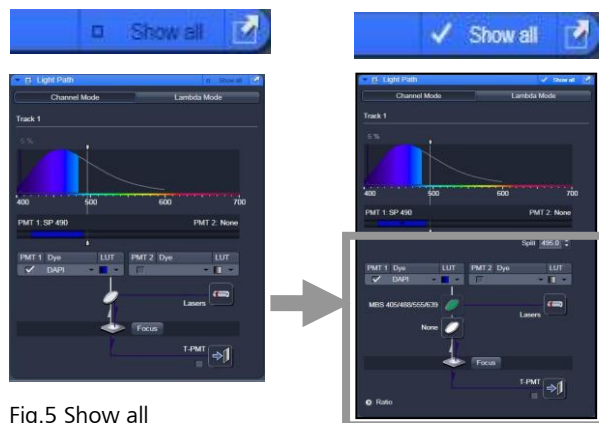 Show all
Show all
Light Path
Show all
Channel Mode
Lambda Mode
Track 1
5 %
400 500 600 700
PMT 1: SP 490
PMT 2: None
PMT 1 Dye LUT PMT 2 Dye LUT
DAPI
Lasers
Focus
T-PMT
Light Path
Show all
Channel Mode
Lambda Mode
Track 1
6 %
400 500 600 700
PMT 1: SP 490
PMT 2: None
Split 495.0
PMT 1 Dye LUT PMT 2 Dye LUT
DAPI
MBS 405/488/555/639
Lasers
None
Focus
T-PMT
Ratio
Fig.5 Show all